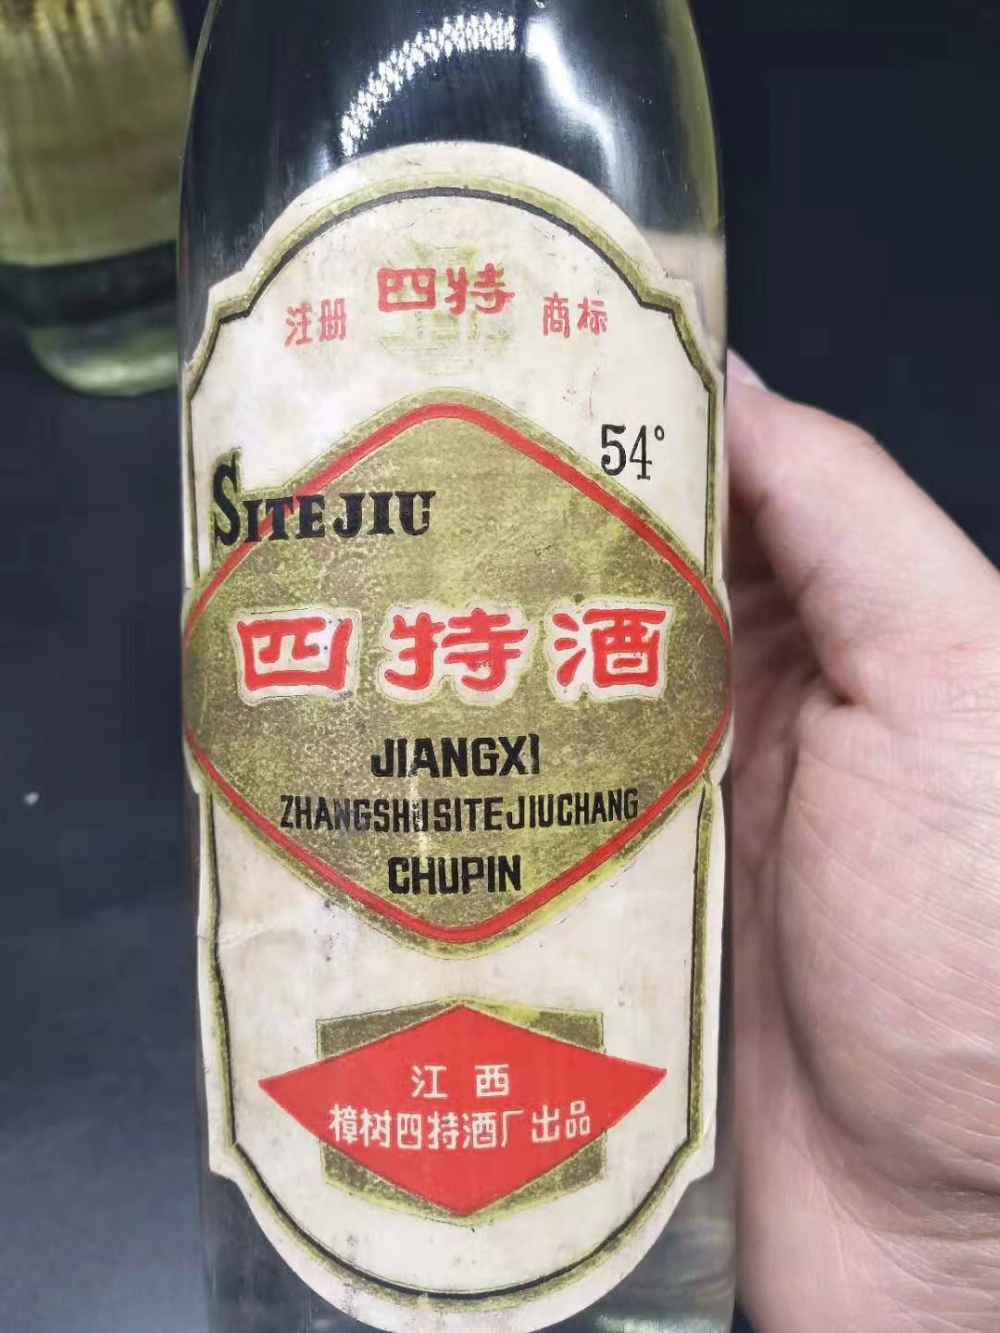 注册 四特 商标
54°
SITEJIU
四特酒
JIANGXI
ZHANGSHUSITEJIUCHANG
CHUPIN
江西
樟树四特酒厂出品